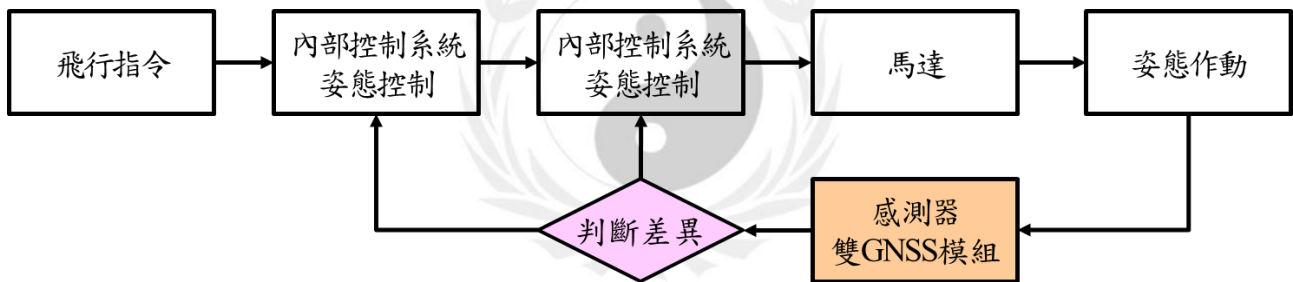 飛行指令
內部控制系統
姿態控制
內部控制系統
姿態控制
馬達
姿態作動
判斷差異
感測器
雙GNSS模組